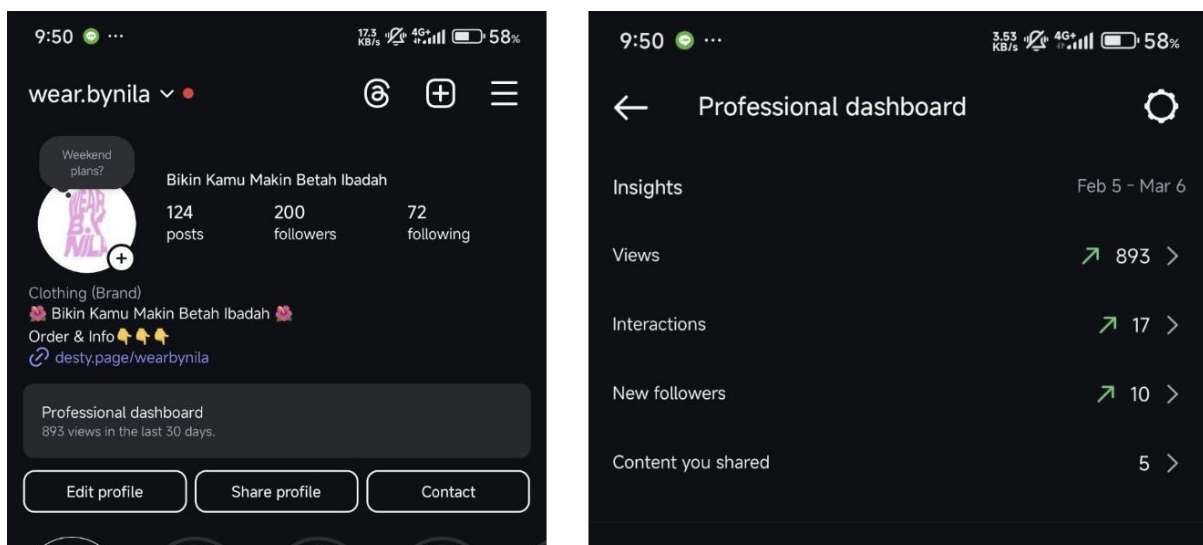 9:50 ...
17.3 KB/s 4G+ 58%
wear.bynila
Weekend plans?
WEAR
B.Y
NILA
Bikin Kamu Makin Betah Ibadah
124 posts
200 followers
72 following
Clothing (Brand)
🌺 Bikin Kamu Makin Betah Ibadah 🌺
Order & Info👇👇👇
desty.page/wearbynila
Professional dashboard
893 views in the last 30 days.
Edit profile
Share profile
Contact
9:50 ...
3.53 KB/s 4G+ 58%
Professional dashboard
Insights Feb 5 - Mar 6
Views 893
Interactions 17
New followers 10
Content you shared 5